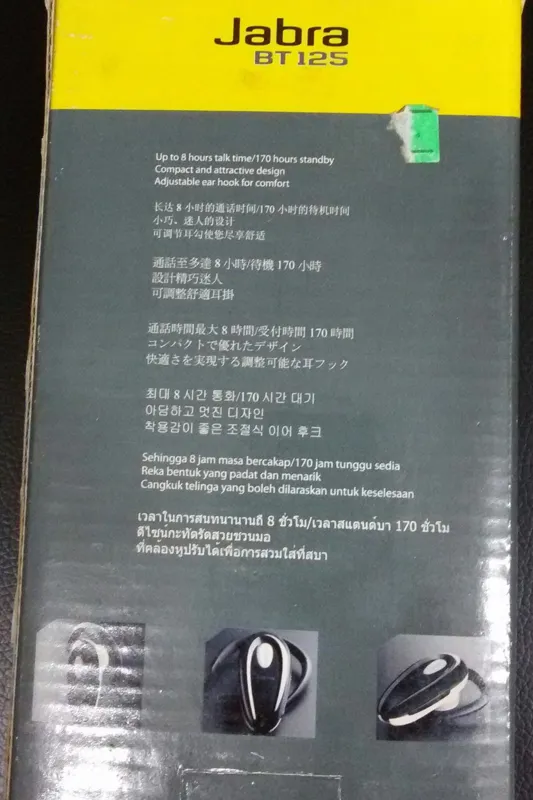 Jabra
BT125
Up to 8 hours talk time/170 hours standby
Compact and attractive design
Adjustable ear hook for comfort
长达 8 小时的通话时间/170 小时的待机时间
小巧、迷人的设计
可调节耳勾使您尽享舒适
通話至多達 8 小時/待機 170 小時
設計精巧迷人
可調整舒適耳掛
通話時間最大 8 時間/受付時間 170 時間
コンパクトで優れたデザイン
快適さを実現する調整可能な耳フック
최대 8 시간 통화/170 시간 대기
아담하고 멋진 디자인
착용감이 좋은 조절식 이어 후크
Sehingga 8 jam masa bercakap/170 jam tunggu sedia
Reka bentuk yang padat dan menarik
Cangkuk telinga yang boleh dilaraskan untuk keselesaan
เวลาในการสนทนานานถึ 8 ชั่วโม/เวลาสแตนด์บา 170 ชั่วโม
ดีไซน์กะทัดรัดสวยชวนมอ
ที่คล้องหูปรับได้เพื่อการสวมใส่ที่สบา